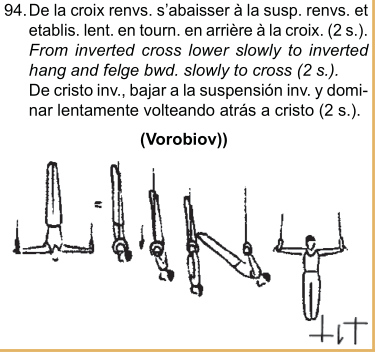 94. De la croix renvs. s'abaisser à la susp. renvs. et
etablis. lent. en tourn. en arrière à la croix. (2 s.).
From inverted cross lower slowly to inverted
hang and felge bwd. slowly to cross (2 s.).
De cristo inv., bajar a la suspensión inv. y domi-
nar lentamente volteando atrás a cristo (2 s.).
(Vorobiov))